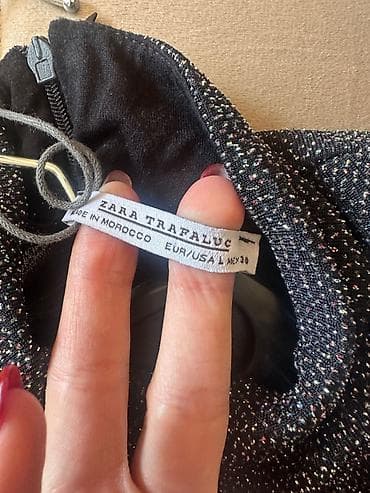 ZARA TRAFALUC
MADE IN MOROCCO EUR/USA L MEX 30
L